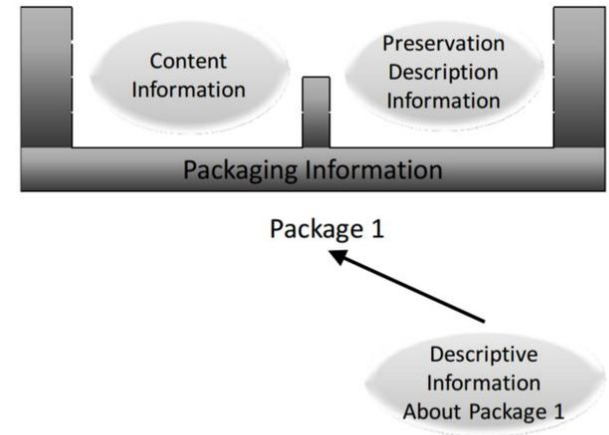 Content
Information
Preservation
Description
Information
Packaging Information
Package 1
Descriptive
Information
About Package 1